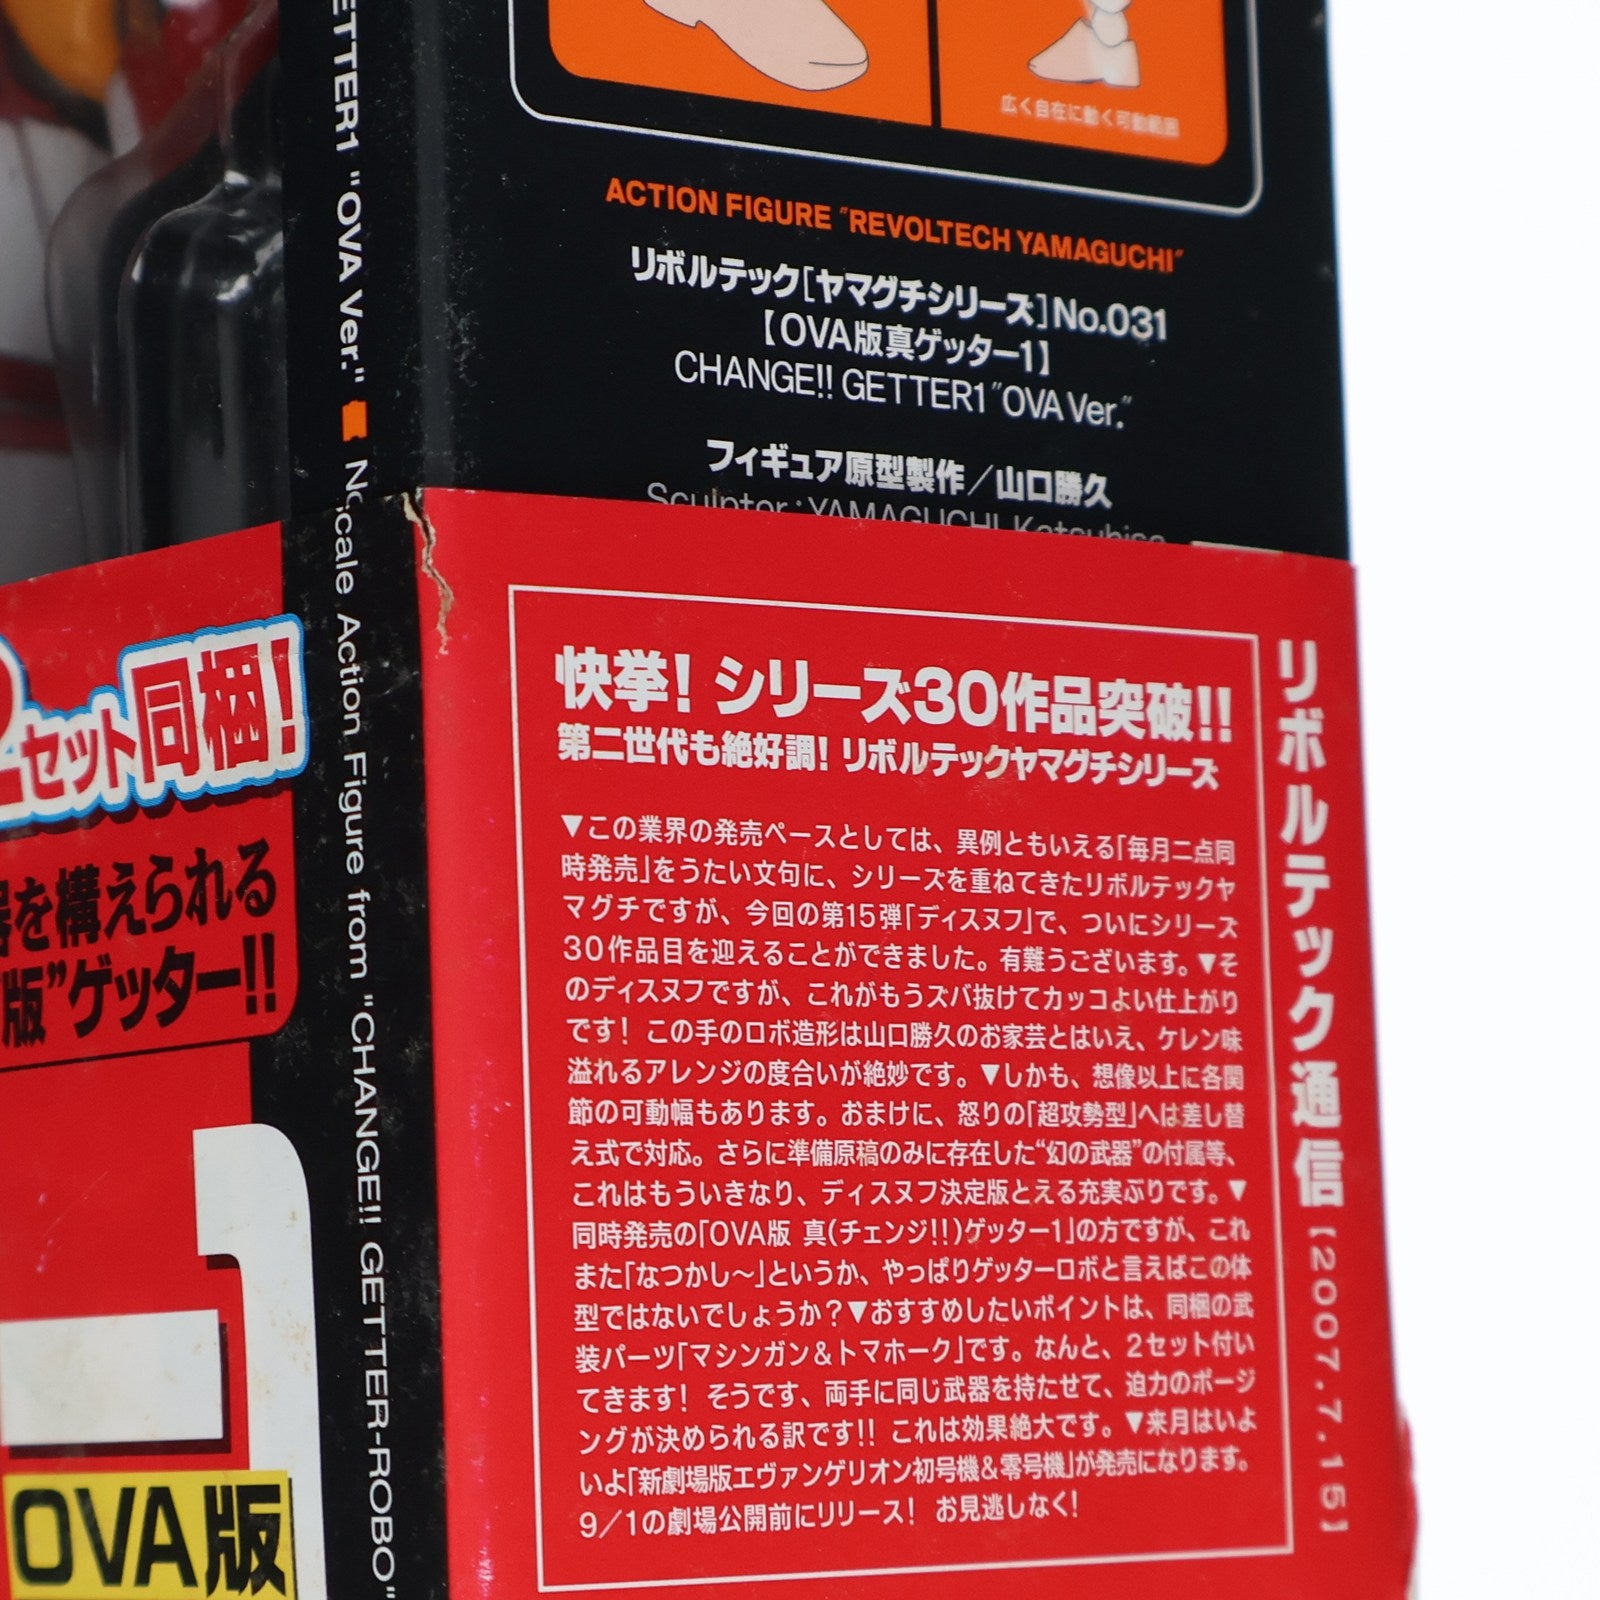 広く自在に動く可動範囲
ACTION FIGURE "REVOLTECH YAMAGUCHI"
リボルテック[ヤマグチシリーズ]No.031
【OVA版真ゲッター1】
CHANGE!! GETTER1"OVA Ver."
フィギュア原型製作／山口勝久
Sculptor:YAMAGUCHI Katsuhisa
GETTER1 "OVA Ver." Nonscale Action Figure from "CHANGE!! GETTER-ROBO"
2セット同梱!
を構えられる
版”ゲッター!!
1
OVA版
快挙! シリーズ30作品突破!!
第二世代も絶好調! リボルテックヤマグチシリーズ
▼この業界の発売ペースとしては、異例ともいえる「毎月二点同
時発売」をうたい文句に、シリーズを重ねてきたリボルテックヤ
マグチですが、今回の第15弾「ディスヌフ」で、ついにシリーズ
30作品目を迎えることができました。有難うございます。▼そ
のディスヌフですが、これがもうズバ抜けてカッコよい仕上がり
です! この手のロボ造形は山口勝久のお家芸とはいえ、ケレン味
溢れるアレンジの度合いが絶妙です。▼しかも、想像以上に各関
節の可動幅もあります。おまけに、怒りの「超攻勢型」へは差し替
え式で対応。さらに準備原稿のみに存在した“幻の武器”の付属等、
これはもういきなり、ディスヌフ決定版とえる充実ぶりです。▼
同時発売の「OVA版 真(チェンジ!!)ゲッター1」の方ですが、これ
また「なつかし～」というか、やっぱりゲッターロボと言えばこの体
型ではないでしょうか?▼おすすめしたいポイントは、同梱の武
装パーツ「マシンガン＆トマホーク」です。なんと、2セット付い
てきます! そうです、両手に同じ武器を持たせて、迫力のポージ
ングが決められる訳です!! これは効果絶大です。▼来月はいよ
いよ「新劇場版エヴァンゲリオン初号機＆零号機」が発売になります。
9/1の劇場公開前にリリース! お見逃しなく!
リボルテック通信[2007.7.15]